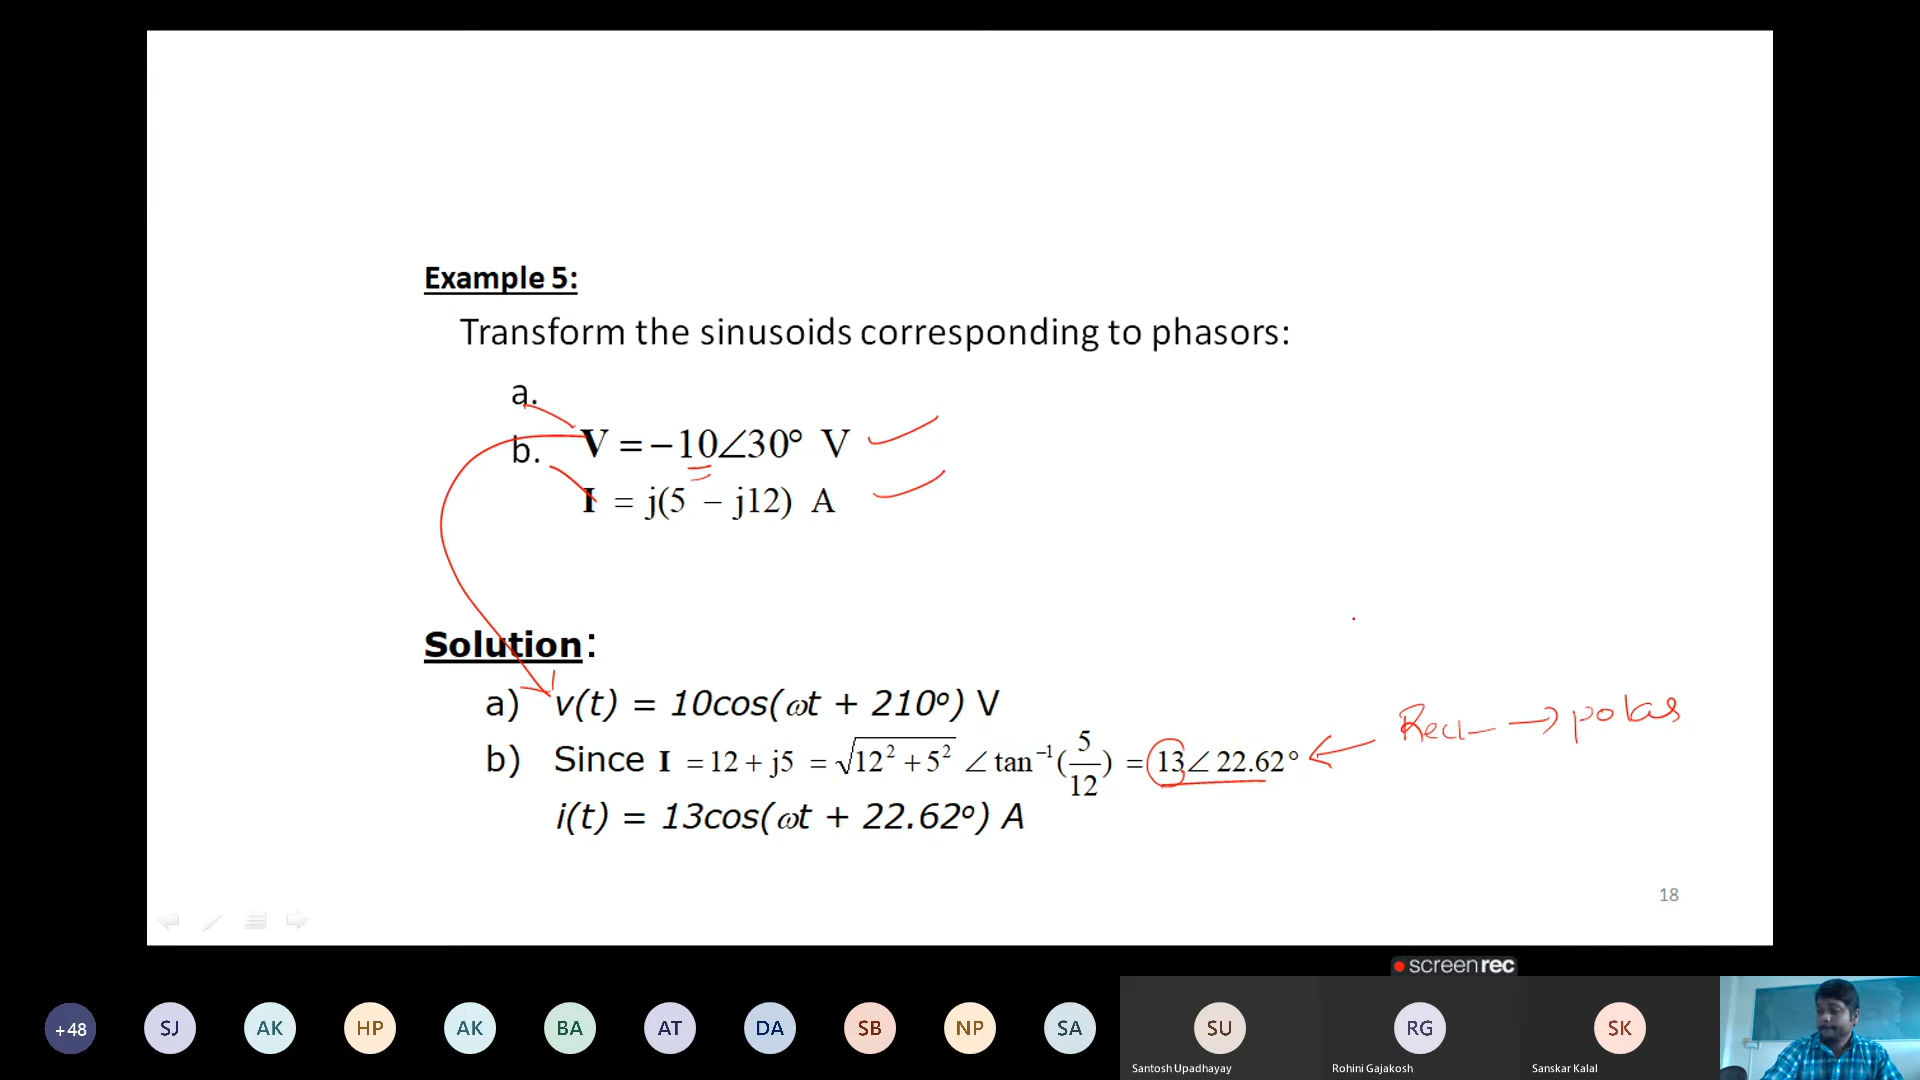 Example 5:
Transform the sinusoids corresponding to phasors:
a.
V = −10∠30° V
b.
I = j(5 − j12) A
Solution:
a) v(t) = 10cos(ωt + 210º) V
b) Since I = 12 + j5 = √(12² + 5²) ∠ tan⁻¹(5/12) = 13∠22.62°
Rect → polar
i(t) = 13cos(ωt + 22.62º) A
18
screenrec
+48 SJ AK HP AK BA AT DA SB NP SA SU RG SK
Santosh Upadhayay Rohini Gajakosh Sanskar Kalal